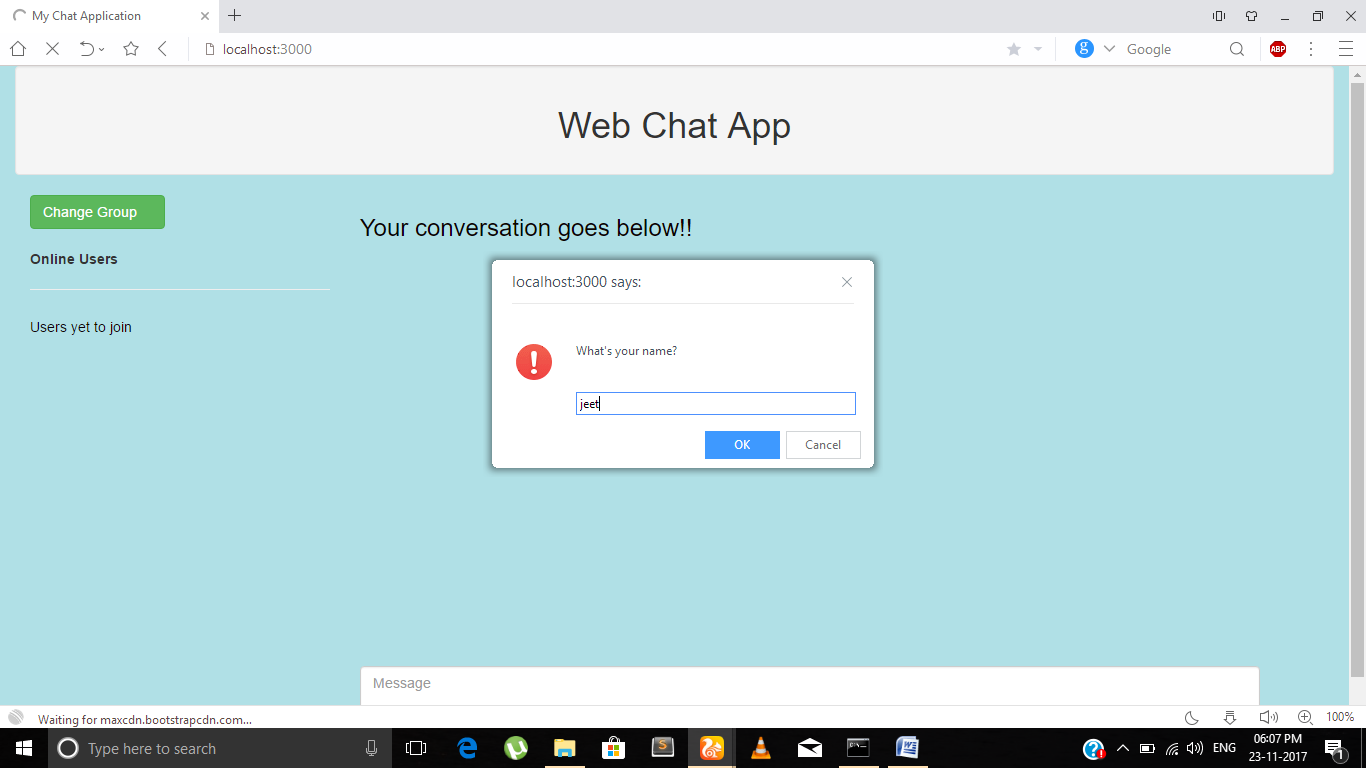 My Chat Application
localhost:3000
Google
ABP
Web Chat App
Change Group
Online Users
Users yet to join
Your conversation goes below!!
localhost:3000 says:
What's your name?
jeet
OK
Cancel
Message
Waiting for maxcdn.bootstrapcdn.com...
100%
Type here to search
ENG
06:07 PM
23-11-2017
1